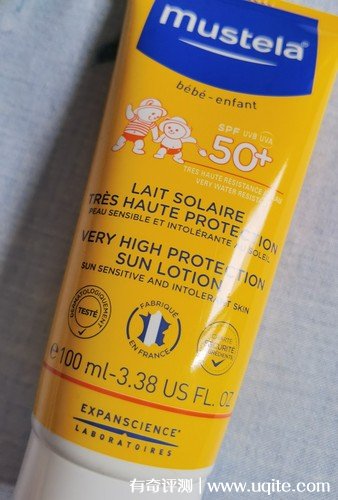 mustela
bébé - enfant
SPF UVB UVA
50+
TRÈS HAUTE RÉSISTANCE
VERY WATER RESISTANT
LAIT SOLAIRE
TRÈS HAUTE PROTECTION
PEAU SENSIBLE ET INTOLÉRANTE AU SOLEIL
VERY HIGH PROTECTION
SUN LOTION
SUN SENSITIVE AND INTOLERANT SKIN
DERMATOLOGIQUEMENT
TESTÉ
FABRIQUÉ
EN FRANCE
SÉCURITÉ
e 100 ml-3.38 US FL. OZ
EXPANSCIENCE
LABORATOIRES
有奇评测 | www.uqite.com